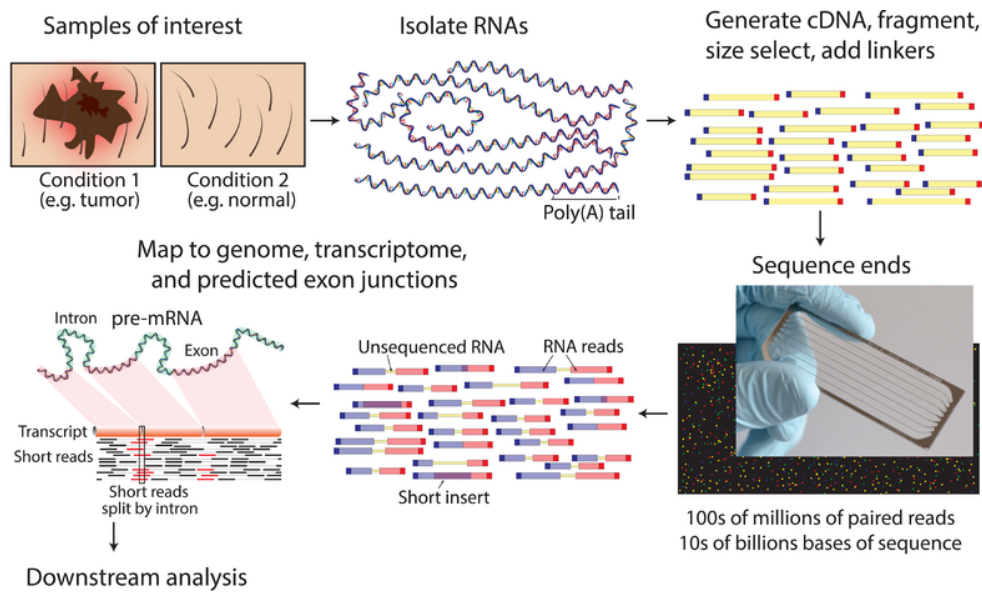 Samples of interest
Condition 1
(e.g. tumor)
Condition 2
(e.g. normal)
Isolate RNAs
Poly(A) tail
Generate cDNA, fragment,
size select, add linkers
Sequence ends
100s of millions of paired reads
10s of billions bases of sequence
Unsequenced RNA
RNA reads
Short insert
Map to genome, transcriptome,
and predicted exon junctions
Intron
pre-mRNA
Exon
Transcript
Short reads
Short reads
split by intron
Downstream analysis